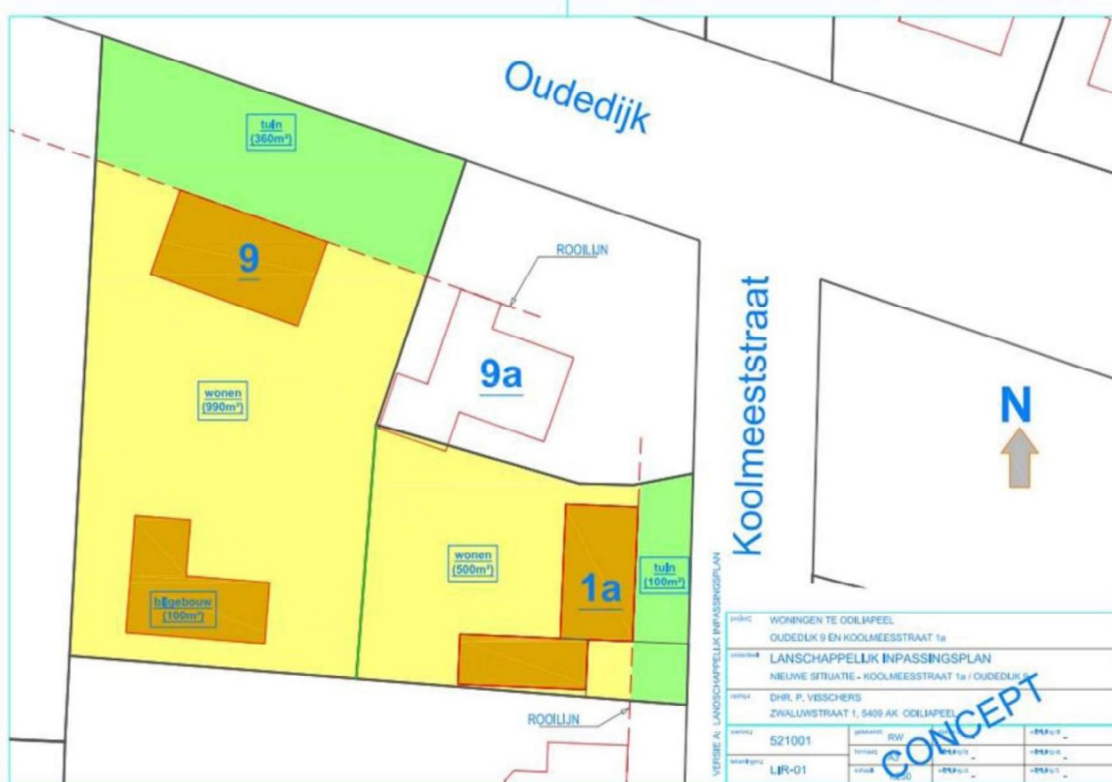 Oudedijk
tuin
(360m²)
9
ROOILIJN
wonen
(990m²)
9a
Koolmeeststraat
N
wonen
(500m²)
1a
tuin
(100m²)
bijgebouw
(100m²)
ROOILIJN
VERSIE A: LANDSCHAPPELIJK INPASSINGSPLAN
WONINGEN TE ODILIAPEEL
OUDEDIJK 9 EN KOOLMEESSTRAAT 1a
LANSCHAPPELIJK INPASSINGSPLAN
NIEUWE SITUATIE - KOOLMEESSTRAAT 1a / OUDEDIJK
DHR. P. VISSCHERS
ZWALUWSTRAAT 1, 5409 AK ODILIAPEEL
CONCEPT
521001
RW
LIR-01